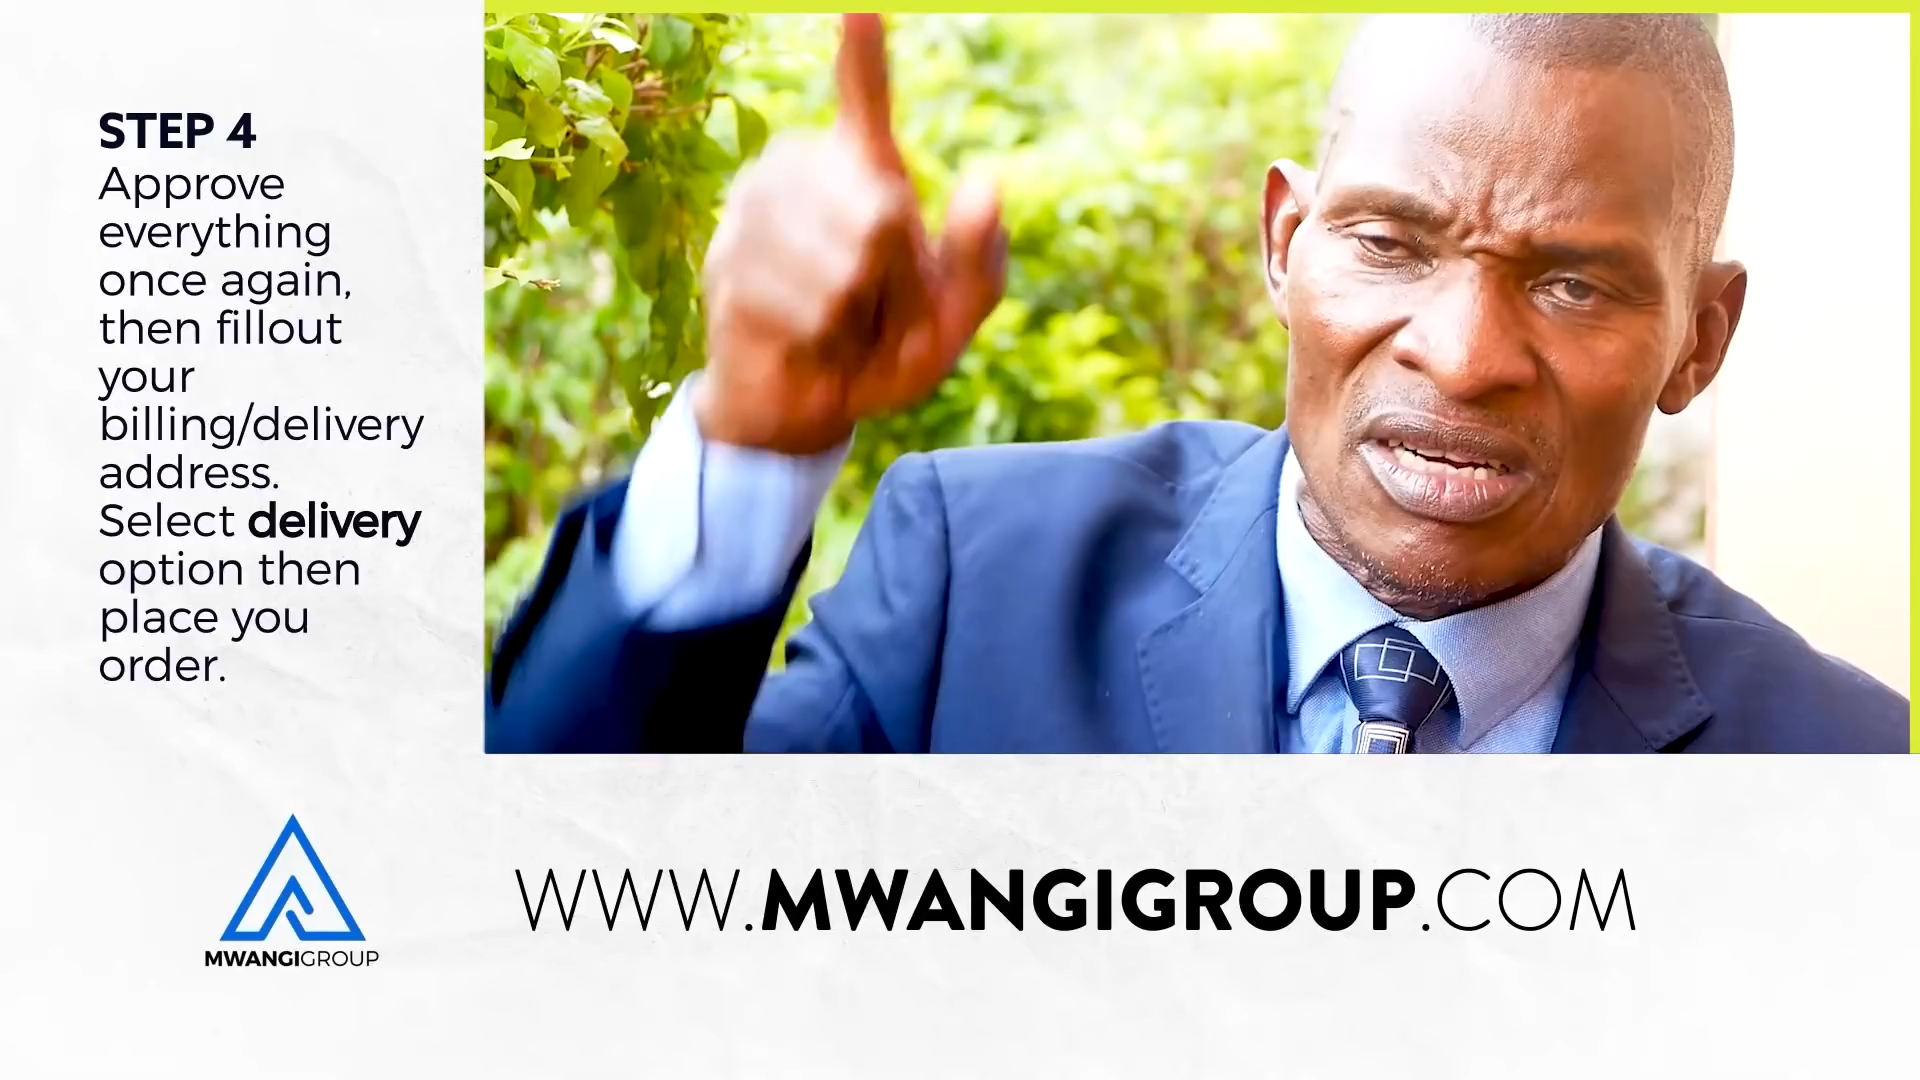 STEP 4
Approve
everything
once again,
then fillout
your
billing/delivery
address.
Select delivery
option then
place you
order.
MWANGIGROUP
WWW.MWANGIGROUP.COM